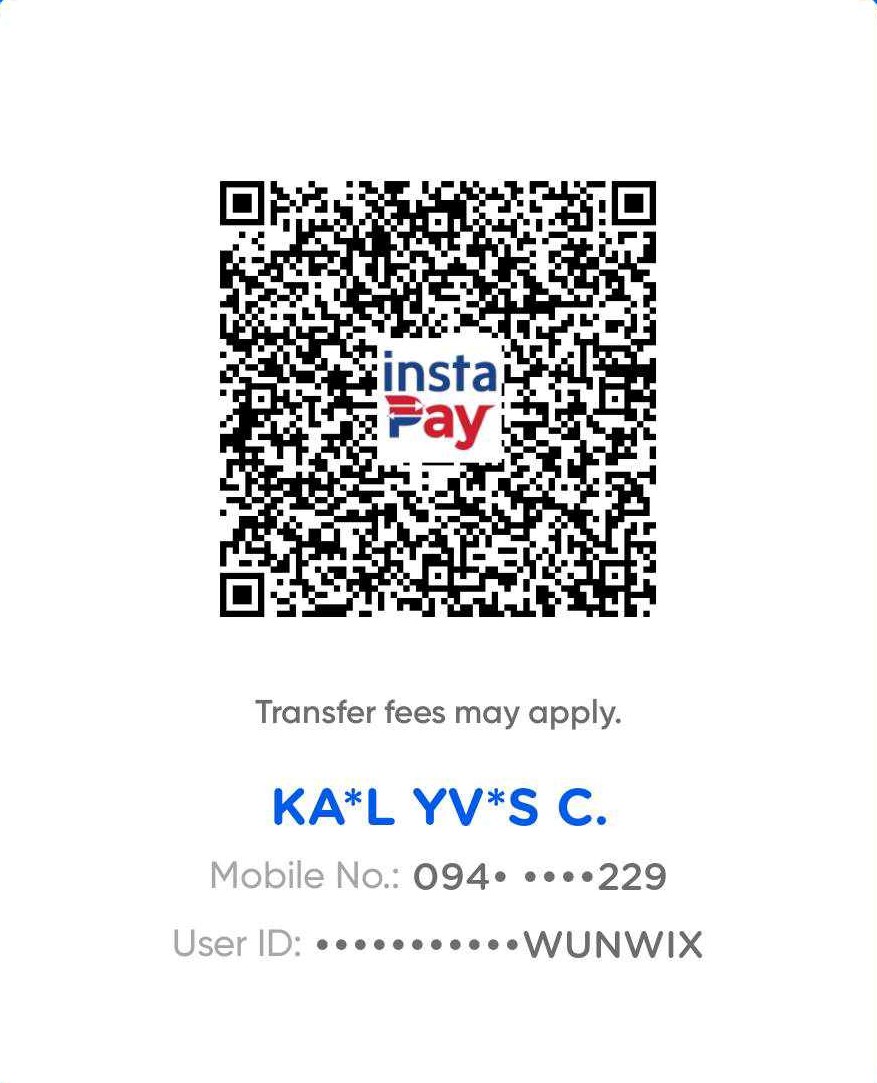 insta
Pay
Transfer fees may apply.
KA*L YV*S C.
Mobile No.: 094• ••••229
User ID: •••••••••••WUNWIX